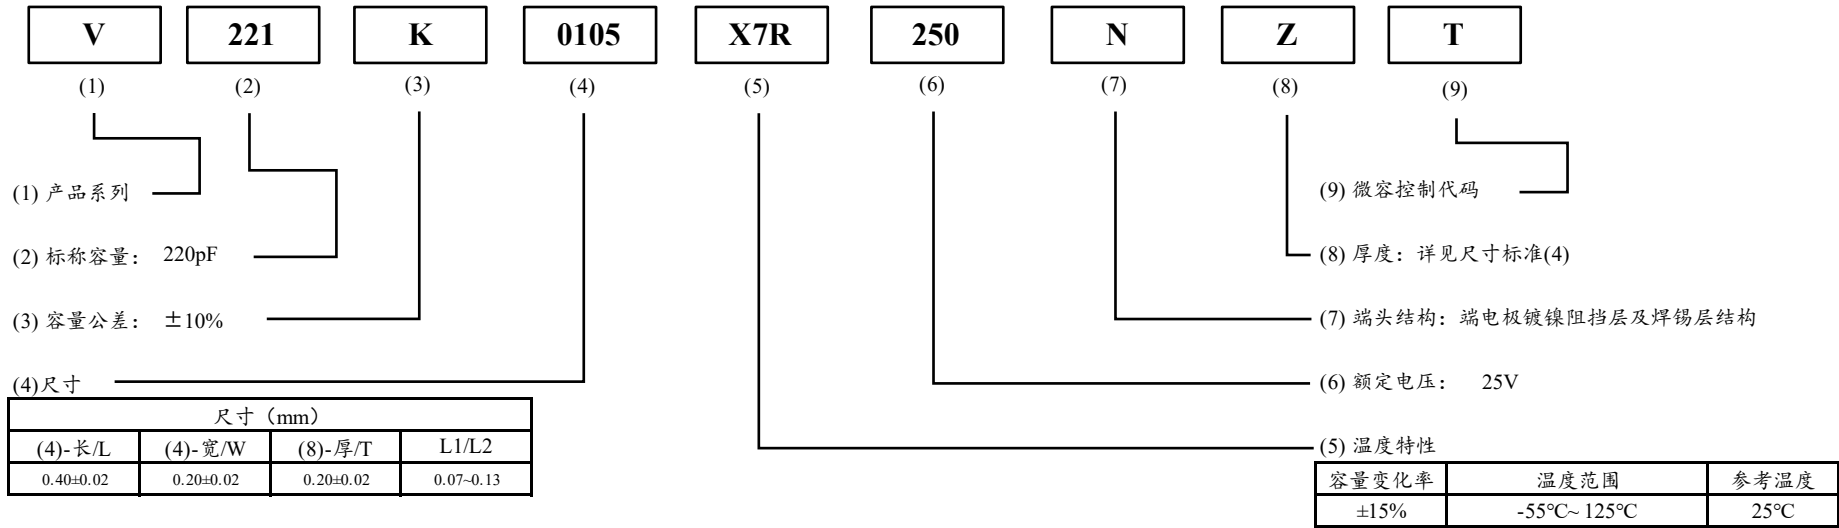 V 221 K 0105 X7R 250 N Z T
(1) (2) (3) (4) (5) (6) (7) (8) (9)
(1) 产品系列
(9) 微容控制代码
(2) 标称容量： 220pF
(8) 厚度：详见尺寸标准(4)
(3) 容量公差： ±10%
(7) 端头结构：端电极镀镍阻挡层及焊锡层结构
(4)尺寸
(6) 额定电压： 25V
尺寸（mm）
(4)-长/L (4)-宽/W (8)-厚/T L1/L2
0.40±0.02 0.20±0.02 0.20±0.02 0.07~0.13
(5) 温度特性
容量变化率 温度范围 参考温度
±15% -55℃~ 125℃ 25℃